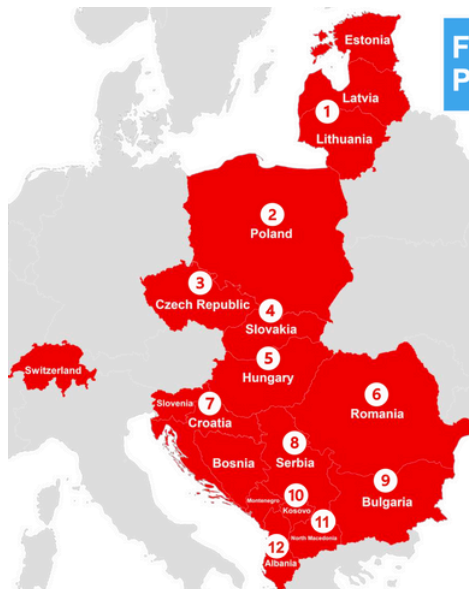 F
P
Estonia
Latvia
1
Lithuania
2
Poland
3
Czech Republic
4
Slovakia
5
Hungary
Switzerland
6
Romania
Slovenia
7
Croatia
8
Serbia
Bosnia
9
Bulgaria
Montenegro
10
Kosovo
11
North Macedonia
12
Albania